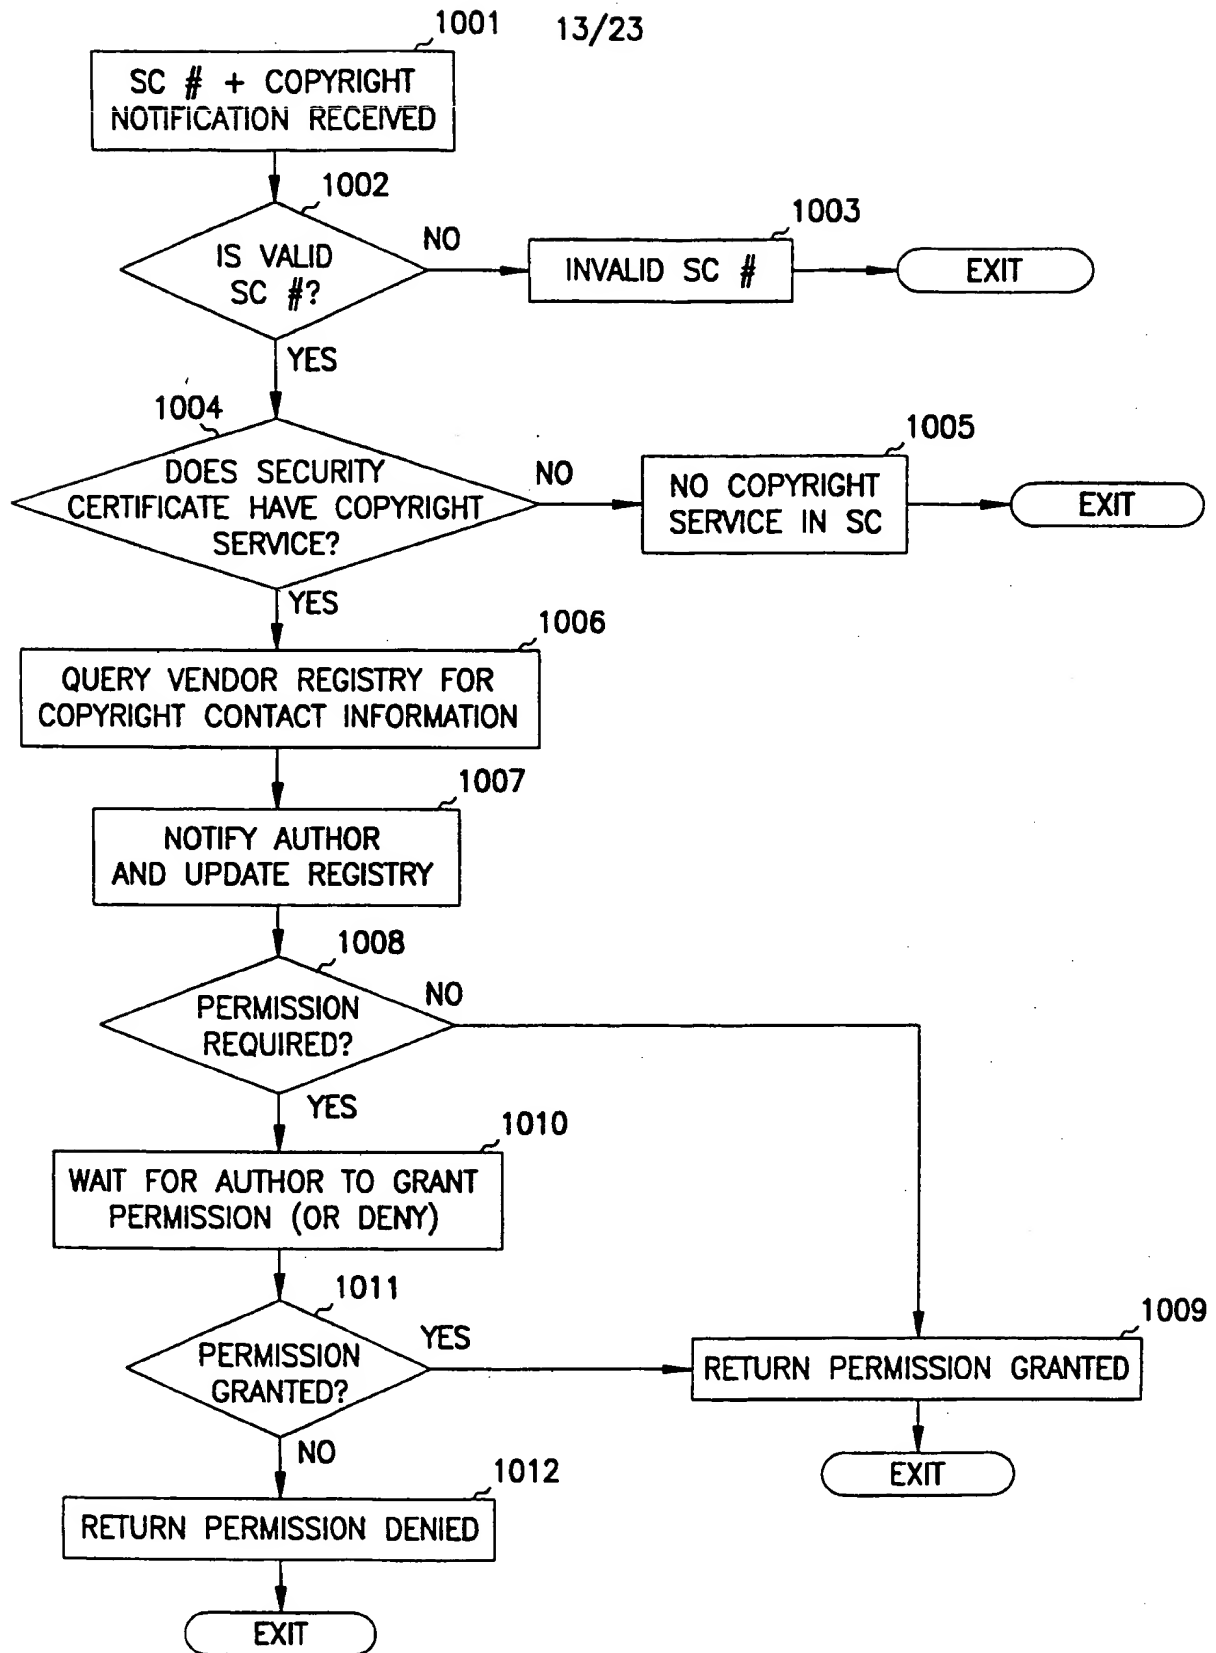 1001
13/23
SC # + COPYRIGHT
NOTIFICATION RECEIVED
1002
IS VALID
SC #?
NO
1003
INVALID SC #
EXIT
YES
1004
DOES SECURITY
CERTIFICATE HAVE COPYRIGHT
SERVICE?
NO
1005
NO COPYRIGHT
SERVICE IN SC
EXIT
YES
1006
QUERY VENDOR REGISTRY FOR
COPYRIGHT CONTACT INFORMATION
1007
NOTIFY AUTHOR
AND UPDATE REGISTRY
1008
PERMISSION
REQUIRED?
NO
YES
1010
WAIT FOR AUTHOR TO GRANT
PERMISSION (OR DENY)
1011
PERMISSION
GRANTED?
YES
1009
RETURN PERMISSION GRANTED
EXIT
NO
1012
RETURN PERMISSION DENIED
EXIT